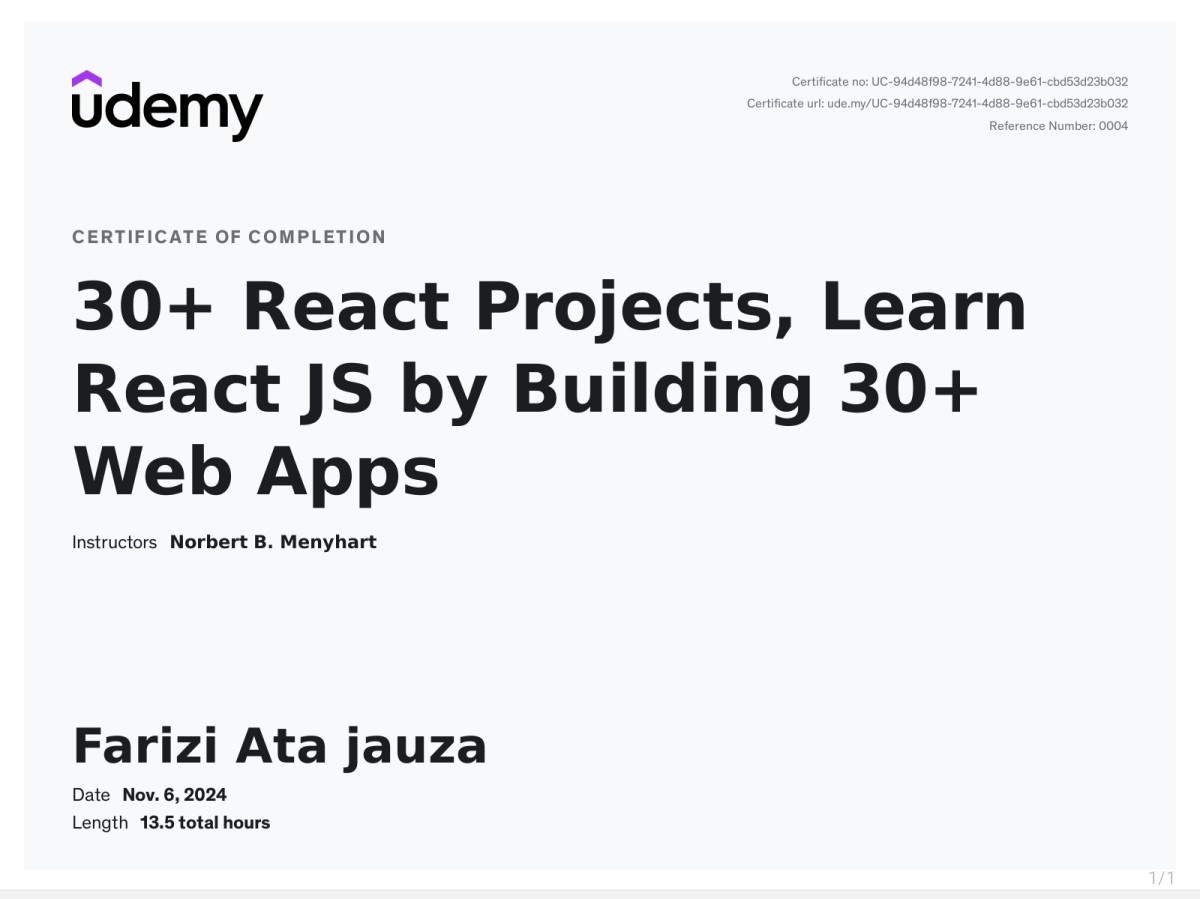 udemy
Certificate no: UC-94d48f98-7241-4d88-9e61-cbd53d23b032
Certificate url: ude.my/UC-94d48f98-7241-4d88-9e61-cbd53d23b032
Reference Number: 0004
CERTIFICATE OF COMPLETION
30+ React Projects, Learn
React JS by Building 30+
Web Apps
Instructors Norbert B. Menyhart
Farizi Ata jauza
Date Nov. 6, 2024
Length 13.5 total hours
1/1